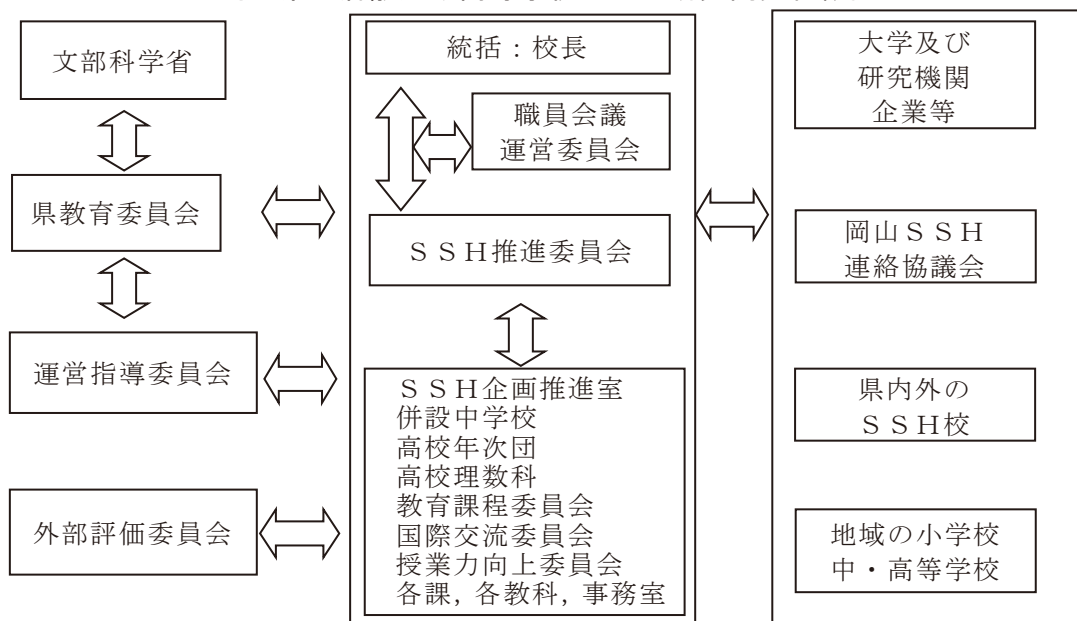 文部科学省
県教育委員会
運営指導委員会
外部評価委員会
統括：校長
職員会議
運営委員会
ＳＳＨ推進委員会
ＳＳＨ企画推進室
併設中学校
高校年次団
高校理数科
教育課程委員会
国際交流委員会
授業力向上委員会
各課，各教科，事務室
大学及び
研究機関
企業等
岡山ＳＳＨ
連絡協議会
県内外の
ＳＳＨ校
地域の小学校
中・高等学校